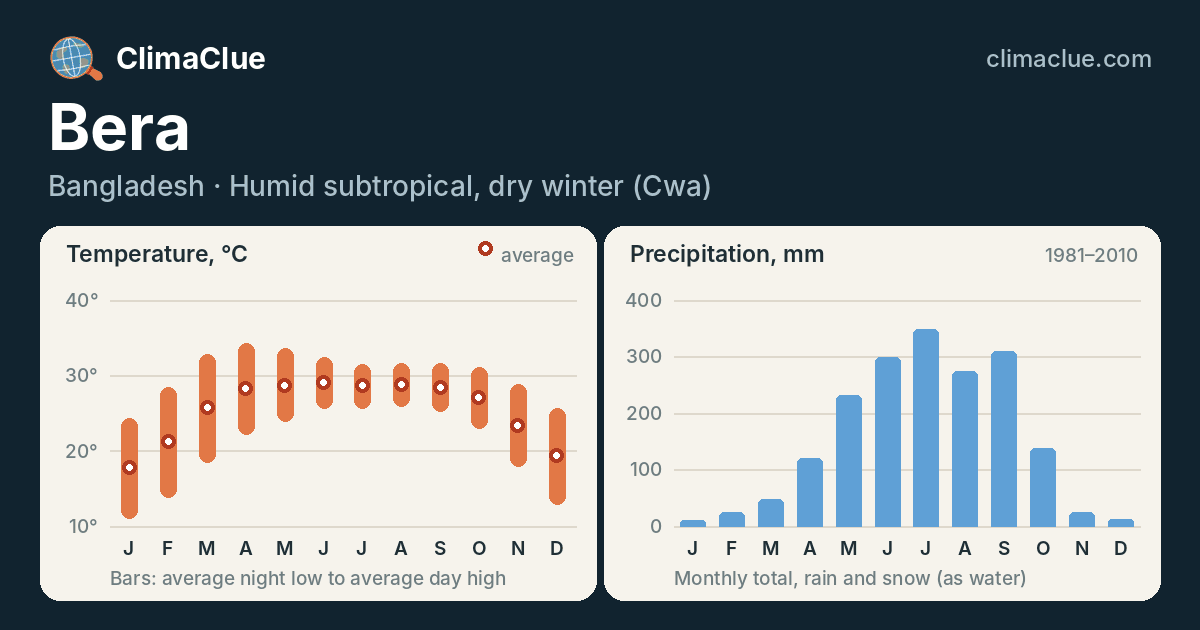 ClimaClue
climaclue.com
Bera
Bangladesh · Humid subtropical, dry winter (Cwa)
Temperature, °C
average
40°
30°
20°
10°
J F M A M J J A S O N D
Bars: average night low to average day high
Precipitation, mm
1981–2010
400
300
200
100
0
J F M A M J J A S O N D
Monthly total, rain and snow (as water)